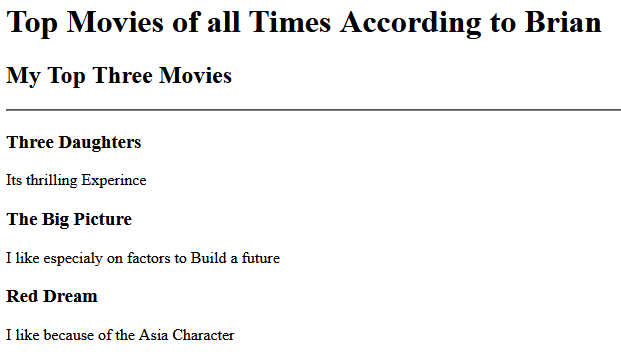 Top Movies of all Times According to Brian
My Top Three Movies
Three Daughters
Its thrilling Experince
The Big Picture
I like especialy on factors to Build a future
Red Dream
I like because of the Asia Character